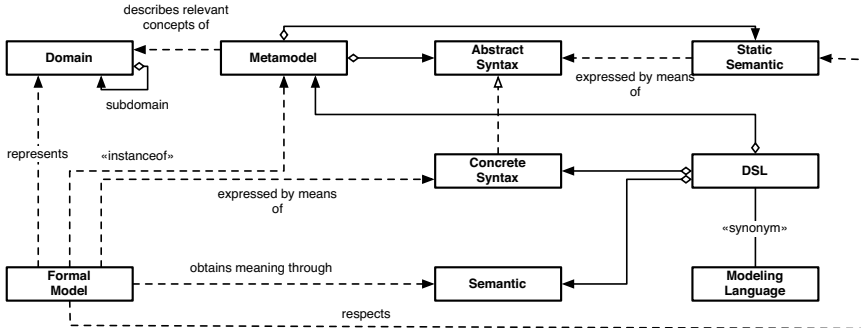 describes relevant
concepts of
Domain
Metamodel
Abstract
Syntax
Static
Semantic
expressed by means
of
subdomain
represents
«instanceof»
Concrete
Syntax
DSL
expressed by means
of
«synonym»
Formal
Model
obtains meaning through
Semantic
Modeling
Language
respects